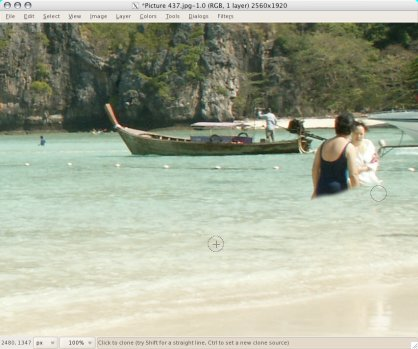 *Picture 437.jpg-1.0 (RGB, 1 layer) 2560x1920
File Edit Select View Image Layer Colors Tools Dialogs Filters
2480, 1347 px 100% Click to clone (try Shift for a straight line, Ctrl to set a new clone source)